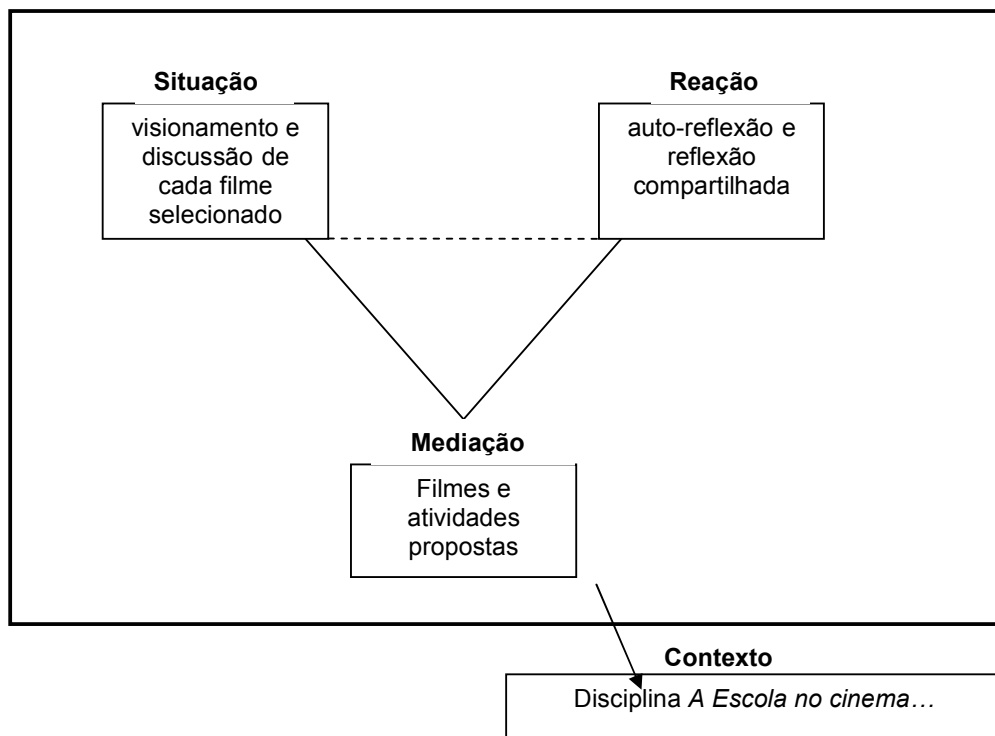 Situação
visionamento e
discussão de
cada filme
selecionado
Reação
auto-reflexão e
reflexão
compartilhada
Mediação
Filmes e
atividades
propostas
Contexto
Disciplina A Escola no cinema…